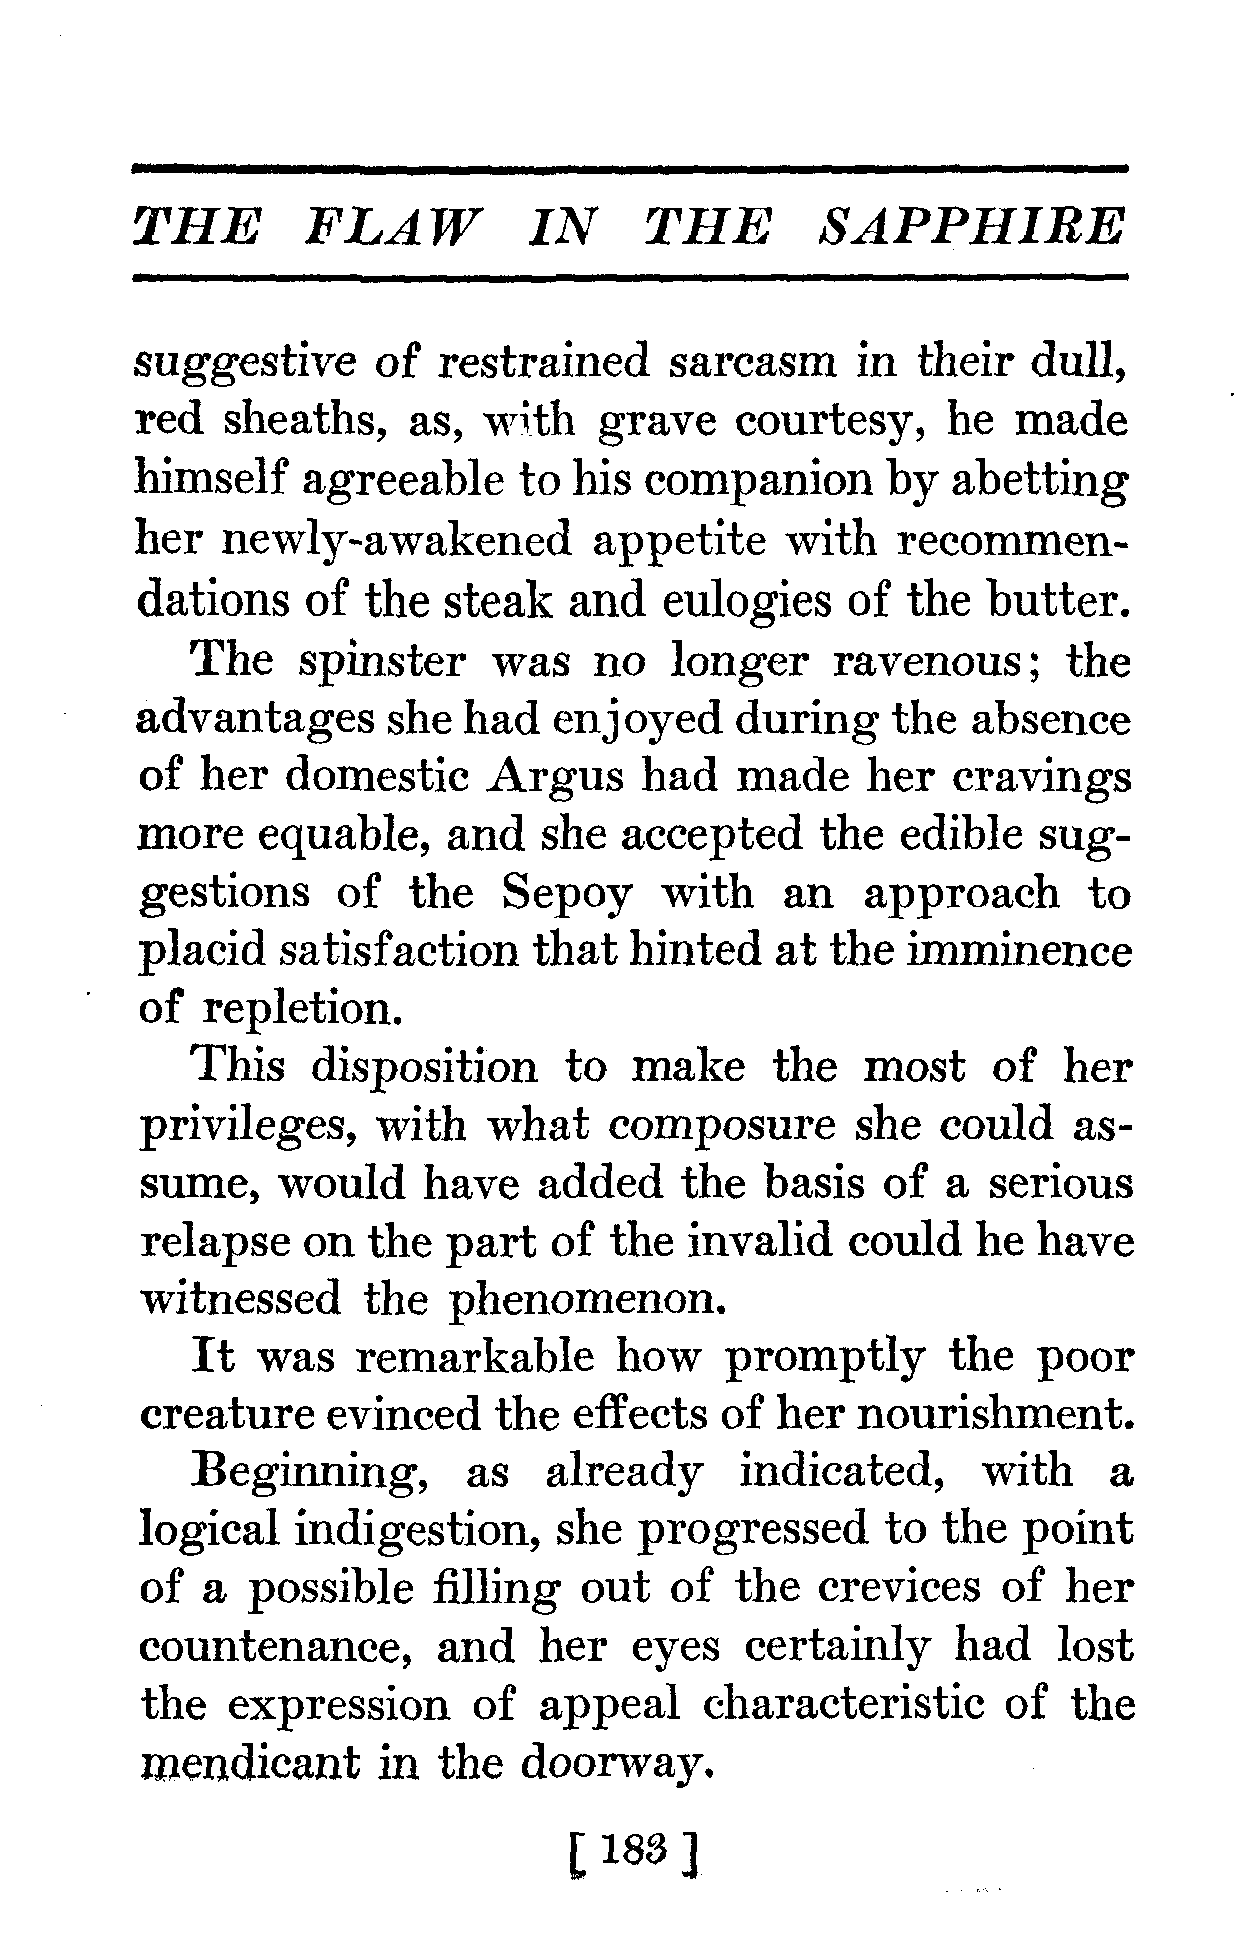 THE FLAW IN THE SAPPHIRE
suggestive of restrained sarcasm in their dull,
red sheaths, as, with grave courtesy, he made
himself agreeable to his companion by abetting
her newly-awakened appetite with recommen-
dations of the steak and eulogies of the butter.
The spinster was no longer ravenous; the
advantages she had enjoyed during the absence
of her domestic Argus had made her cravings
more equable, and she accepted the edible sug-
gestions of the Sepoy with an approach to
placid satisfaction that hinted at the imminence
of repletion.
This disposition to make the most of her
privileges, with what composure she could as-
sume, would have added the basis of a serious
relapse on the part of the invalid could he have
witnessed the phenomenon.
It was remarkable how promptly the poor
creature evinced the effects of her nourishment.
Beginning, as already indicated, with a
logical indigestion, she progressed to the point
of a possible filling out of the crevices of her
countenance, and her eyes certainly had lost
the expression of appeal characteristic of the
mendicant in the doorway.
[ 183 ]